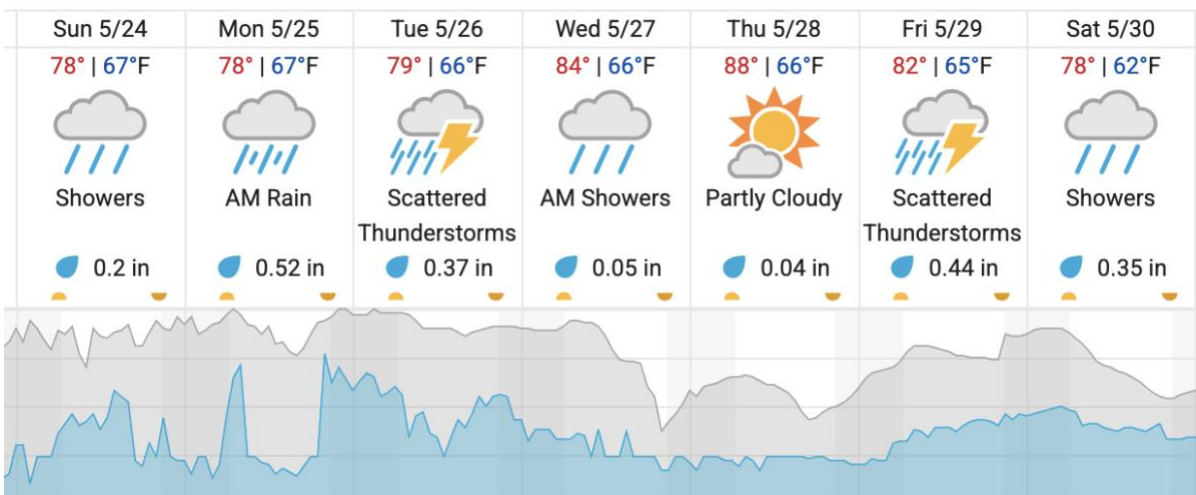 Sun 5/24
78° | 67°F
Showers
0.2 in
Mon 5/25
78° | 67°F
AM Rain
0.52 in
Tue 5/26
79° | 66°F
Scattered
Thunderstorms
0.37 in
Wed 5/27
84° | 66°F
AM Showers
0.05 in
Thu 5/28
88° | 66°F
Partly Cloudy
0.04 in
Fri 5/29
82° | 65°F
Scattered
Thunderstorms
0.44 in
Sat 5/30
78° | 62°F
Showers
0.35 in